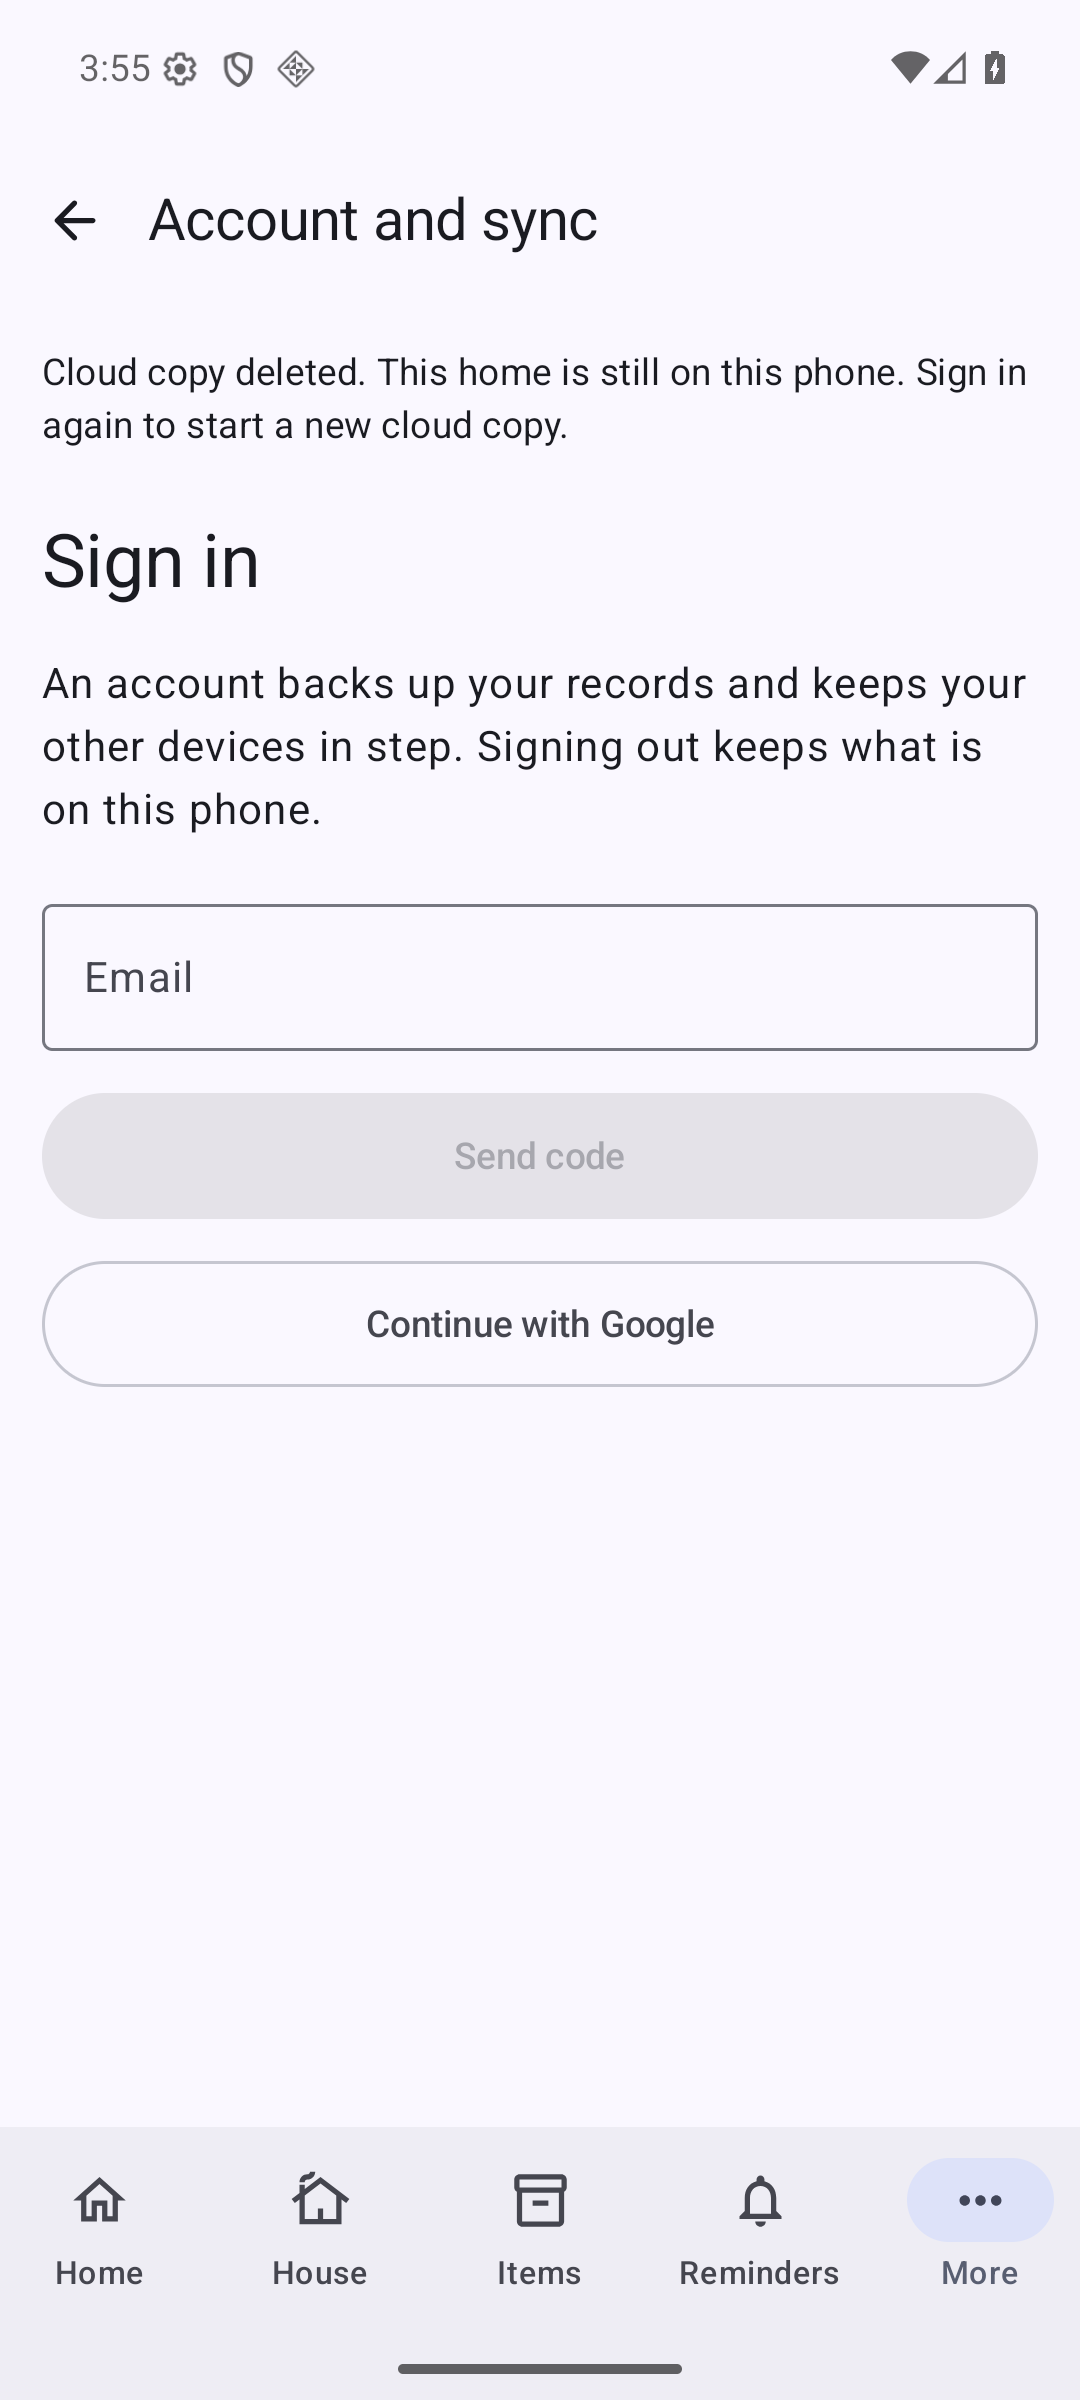 3:55
Account and sync
Cloud copy deleted. This home is still on this phone. Sign in
again to start a new cloud copy.
Sign in
An account backs up your records and keeps your
other devices in step. Signing out keeps what is
on this phone.
Email
Send code
Continue with Google
Home House Items Reminders More